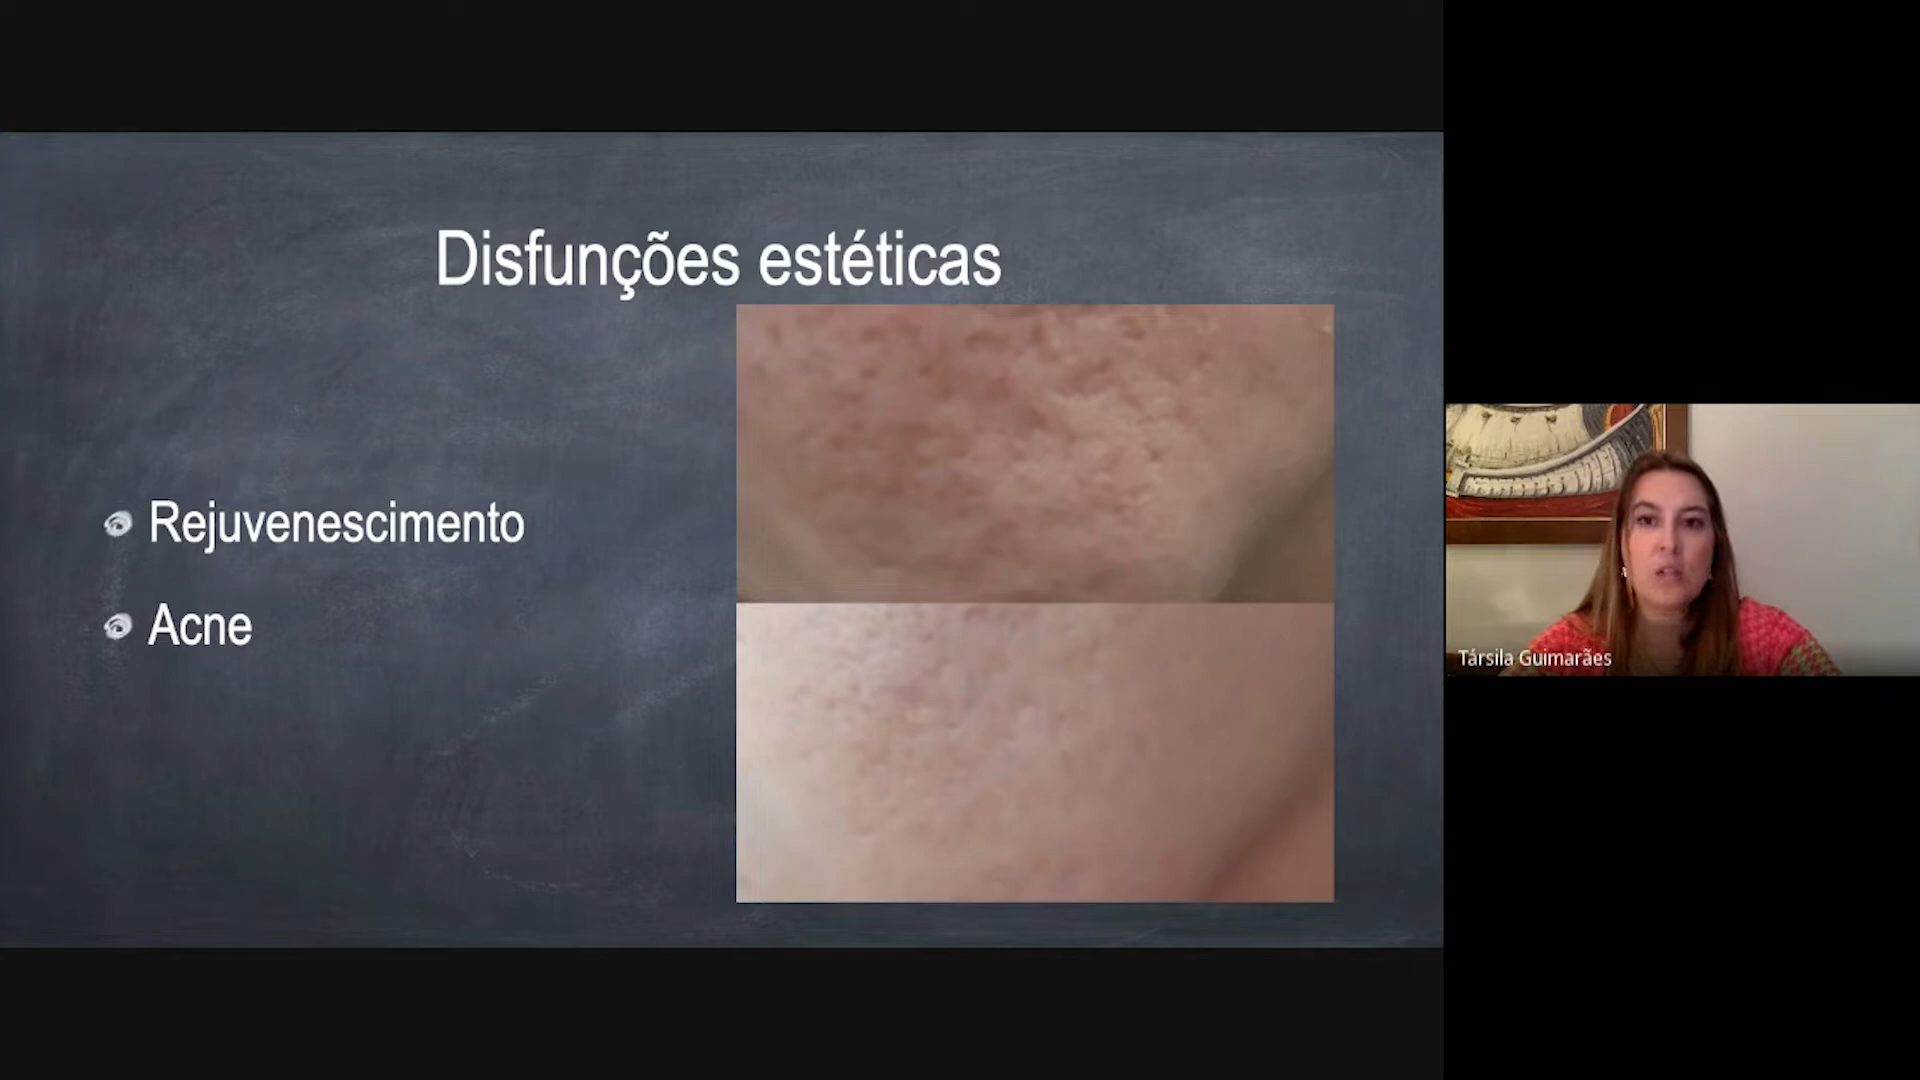 Disfunções estéticas
Rejuvenescimento
Acne
Társila Guimarães